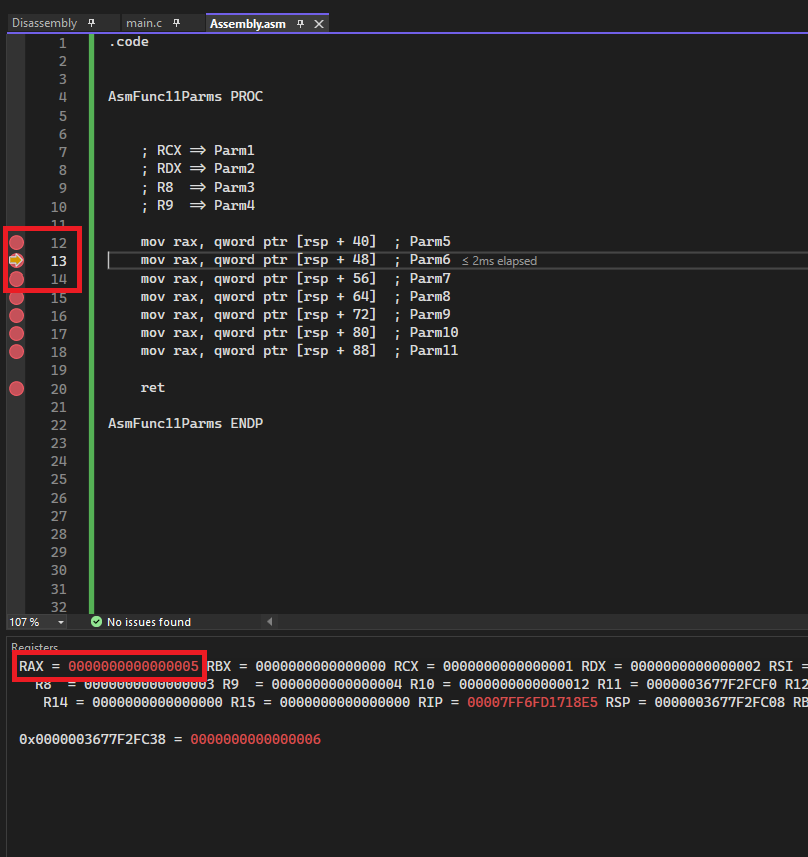 Disassembly main.c Assembly.asm
1 .code
2
3
4 AsmFunc11Parms PROC
5
6
7 ; RCX => Parm1
8 ; RDX => Parm2
9 ; R8  => Parm3
10 ; R9  => Parm4
11
12 mov rax, qword ptr [rsp + 40]  ; Parm5
13 mov rax, qword ptr [rsp + 48]  ; Parm6 ≤ 2ms elapsed
14 mov rax, qword ptr [rsp + 56]  ; Parm7
15 mov rax, qword ptr [rsp + 64]  ; Parm8
16 mov rax, qword ptr [rsp + 72]  ; Parm9
17 mov rax, qword ptr [rsp + 80]  ; Parm10
18 mov rax, qword ptr [rsp + 88]  ; Parm11
19
20 ret
21
22 AsmFunc11Parms ENDP
23
24
25
26
27
28
29
30
31
32
107 % No issues found
Registers
RAX = 0000000000000005 RBX = 0000000000000000 RCX = 0000000000000001 RDX = 0000000000000002 RSI =
R8  = 0000000000000003 R9  = 0000000000000004 R10 = 0000000000000012 R11 = 0000003677F2FCF0 R12
R14 = 0000000000000000 R15 = 0000000000000000 RIP = 00007FF6FD1718E5 RSP = 0000003677F2FC08 RB
0x0000003677F2FC38 = 0000000000000006